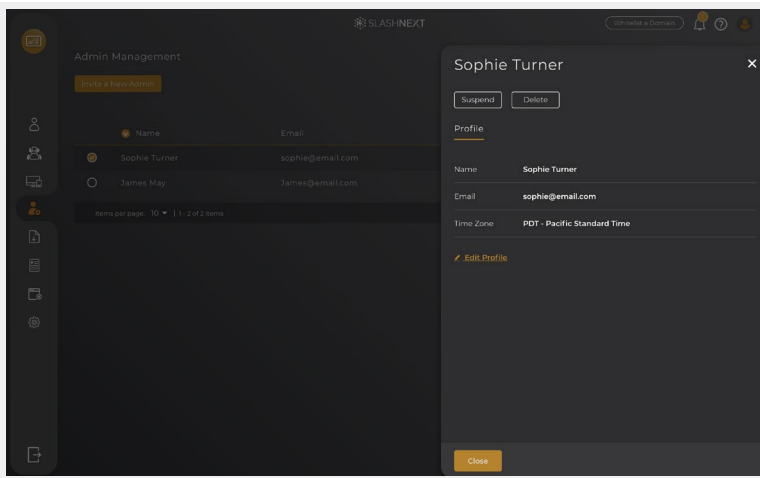 SLASHNEXT
Whitelist a Domain
Admin Management
Invite a New Admin
Name Email
Sophie Turner sophie@email.com
James May James@email.com
Items per page: 10 | 1 - 2 of 2 items
Sophie Turner
Suspend Delete
Profile
Name Sophie Turner
Email sophie@email.com
Time Zone PDT - Pacific Standard Time
Edit Profile
Close